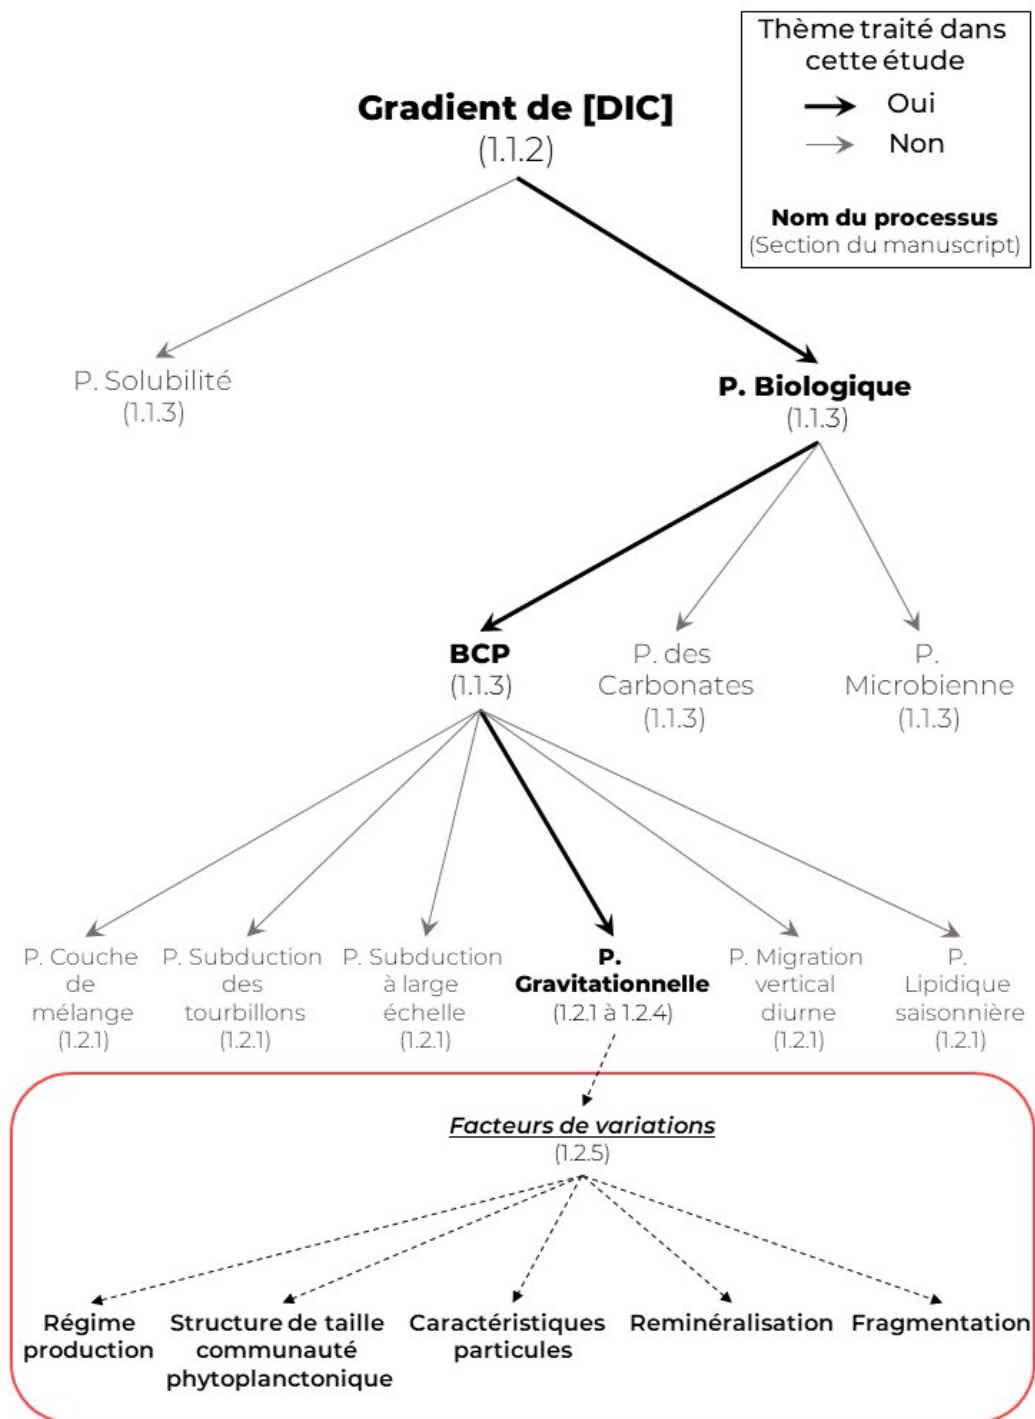 Thème traité dans
cette étude
Oui
Non
Nom du processus
(Section du manuscript)
Gradient de [DIC]
(1.1.2)
P. Solubilité
(1.1.3)
P. Biologique
(1.1.3)
BCP
(1.1.3)
P. des
Carbonates
(1.1.3)
P.
Microbienne
(1.1.3)
P. Couche
de
mélange
(1.2.1)
P. Subduction
des
tourbillons
(1.2.1)
P. Subduction
à large
échelle
(1.2.1)
P.
Gravitationnelle
(1.2.1 à 1.2.4)
P. Migration
vertical
diurne
(1.2.1)
P.
Lipidique
saisonnière
(1.2.1)
Facteurs de variations
(1.2.5)
Régime
production
Structure de taille
communauté
phytoplanctonique
Caractéristiques
particules
Reminéralisation
Fragmentation